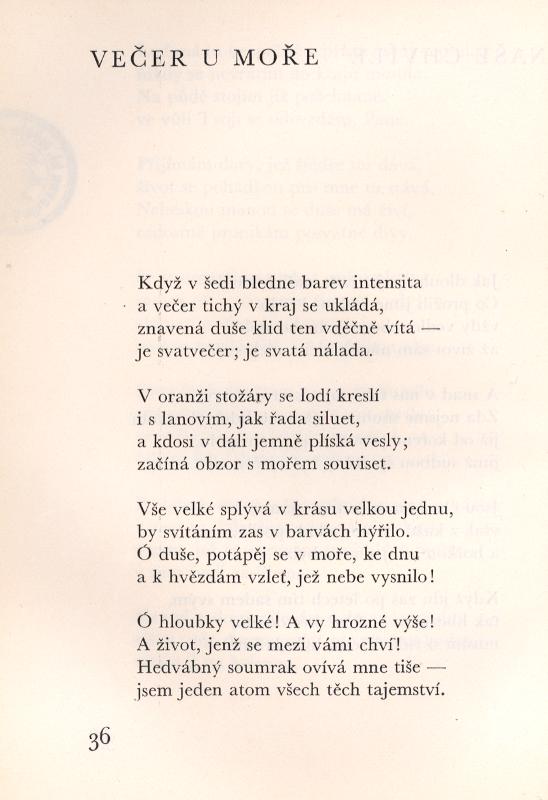 VEČER U MOŘE
Když v šedi bledne barev intensita
a večer tichý v kraj se ukládá,
znavená duše klid ten vděčně vítá —
je svatvečer; je svatá nálada.
V oranži stožáry se lodí kreslí
i s lanovím, jak řada siluet,
a kdosi v dáli jemně plíská vesly;
začíná obzor s mořem souviset.
Vše velké splývá v krásu velkou jednu,
by svítáním zas v barvách hýřilo.
Ó duše, potápěj se v moře, ke dnu
a k hvězdám vzleť, jež nebe vysnilo!
Ó hloubky velké! A vy hrozné výše!
A život, jenž se mezi vámi chví!
Hedvábný soumrak ovívá mne tiše —
jsem jeden atom všech těch tajemství.
36